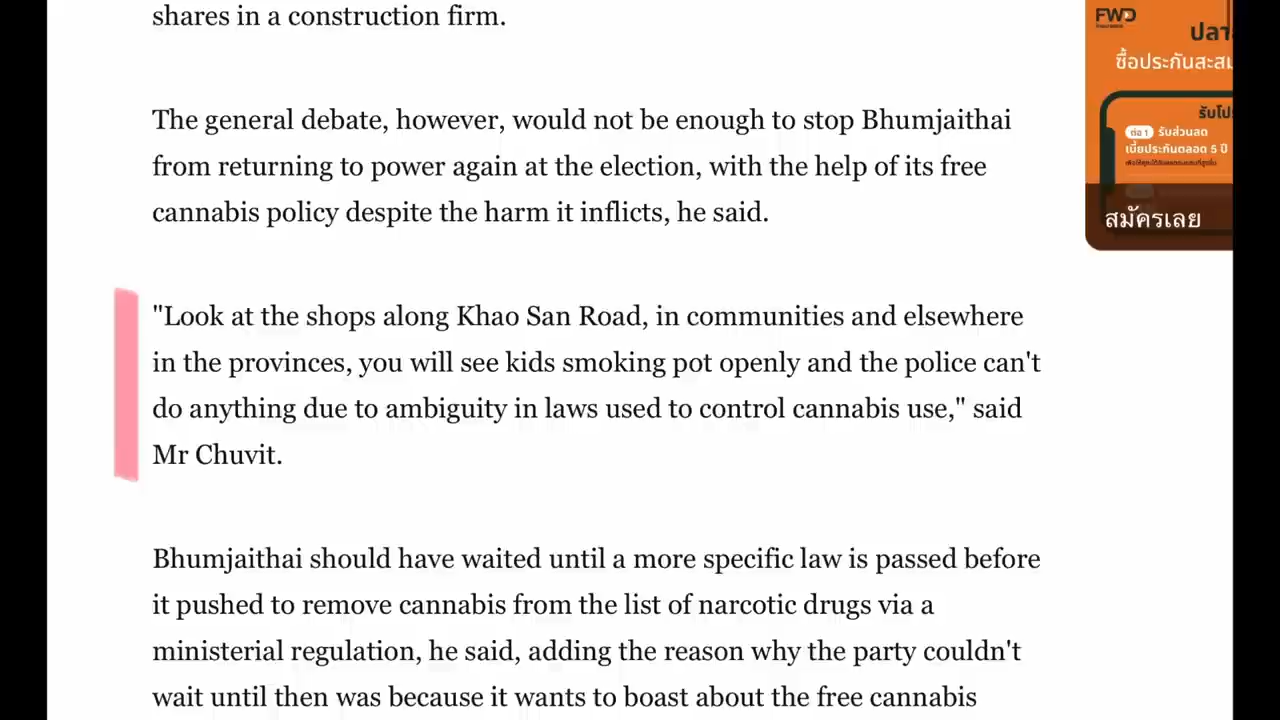 shares in a construction firm.
The general debate, however, would not be enough to stop Bhumjaithai
from returning to power again at the election, with the help of its free
cannabis policy despite the harm it inflicts, he said.
"Look at the shops along Khao San Road, in communities and elsewhere
in the provinces, you will see kids smoking pot openly and the police can't
do anything due to ambiguity in laws used to control cannabis use," said
Mr Chuvit.
Bhumjaithai should have waited until a more specific law is passed before
it pushed to remove cannabis from the list of narcotic drugs via a
ministerial regulation, he said, adding the reason why the party couldn't
wait until then was because it wants to boast about the free cannabis
FWD
ซื้อประกันสะสม
ต่อ 1 รับส่วนลด
เบี้ยประกันตลอด 5 ปี
สมัครเลย